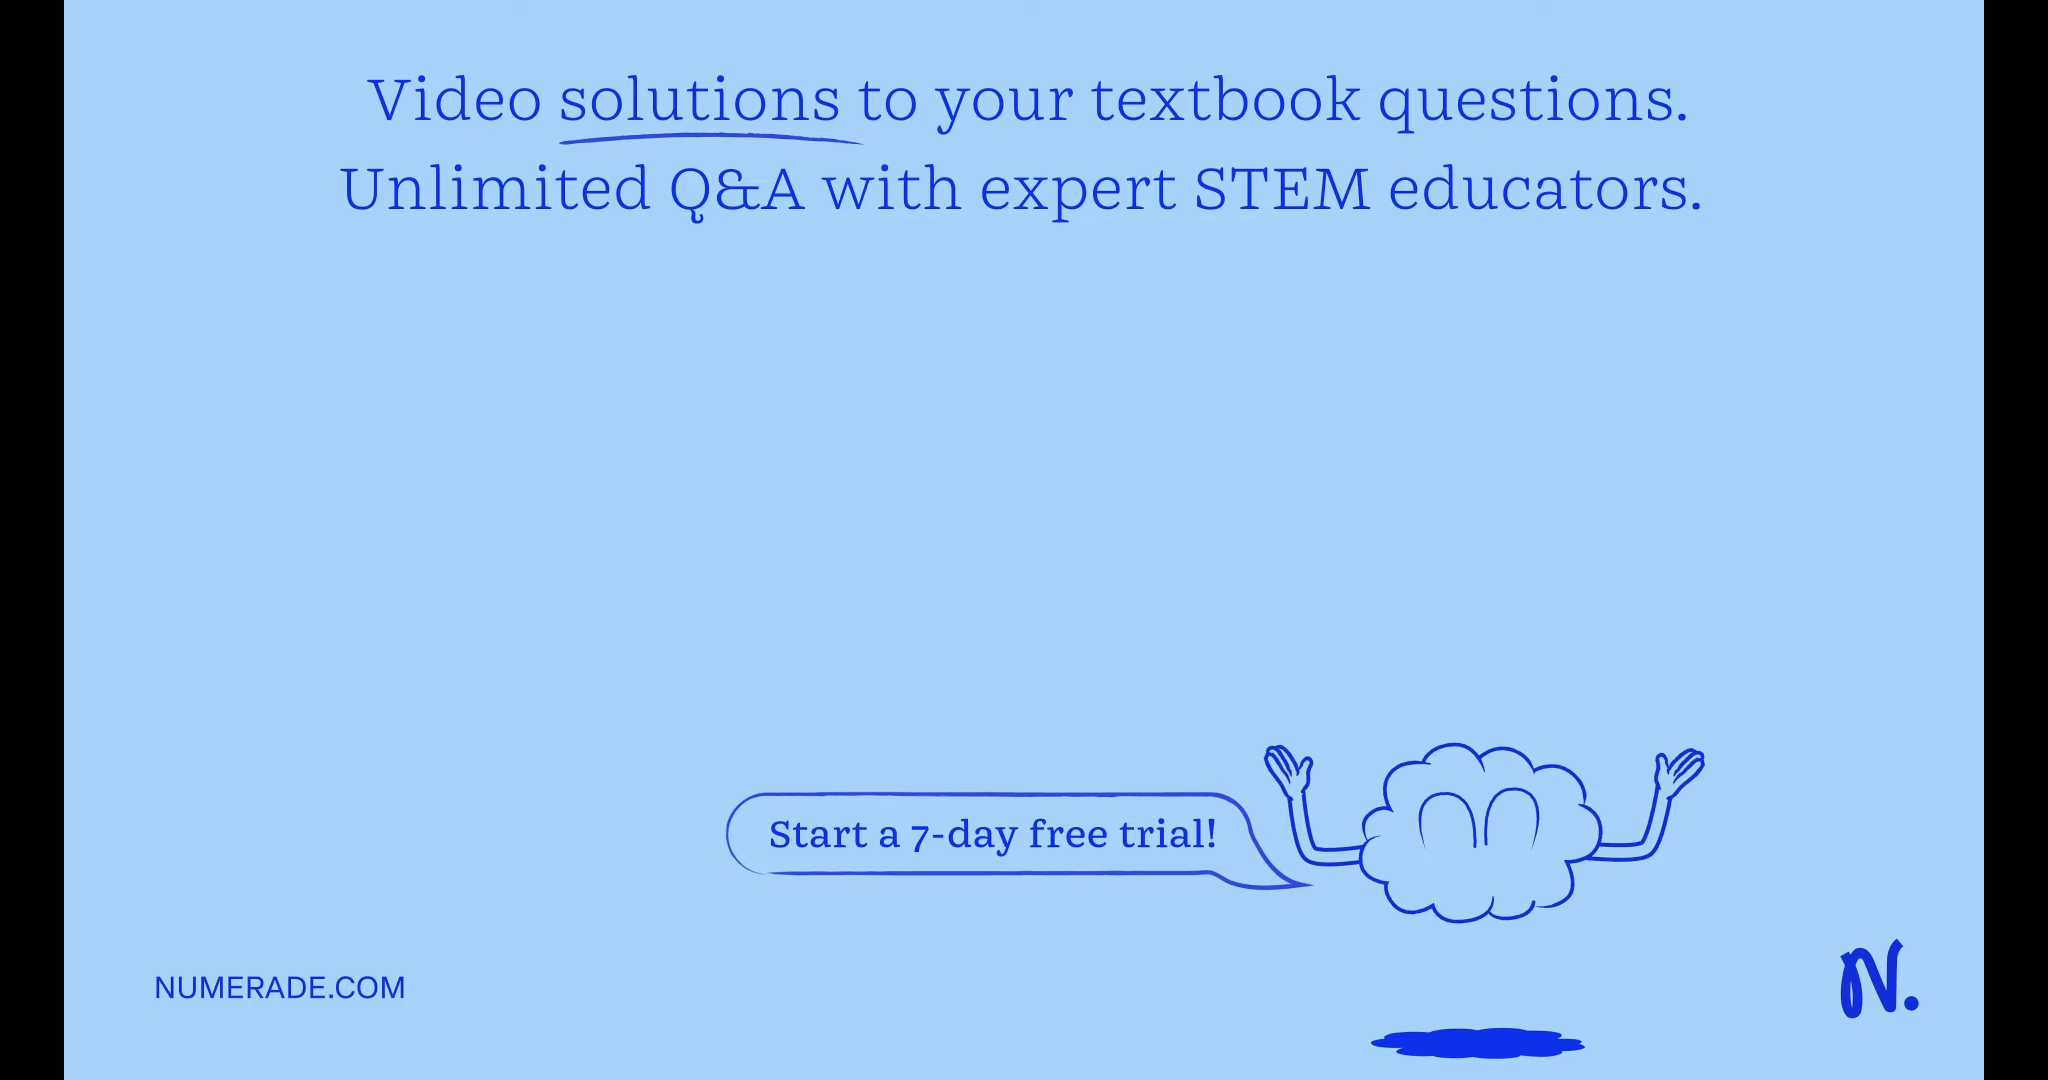 Video solutions to your textbook questions.
Unlimited Q&A with expert STEM educators.
Start a 7-day free trial!
NUMERADE.COM
N.